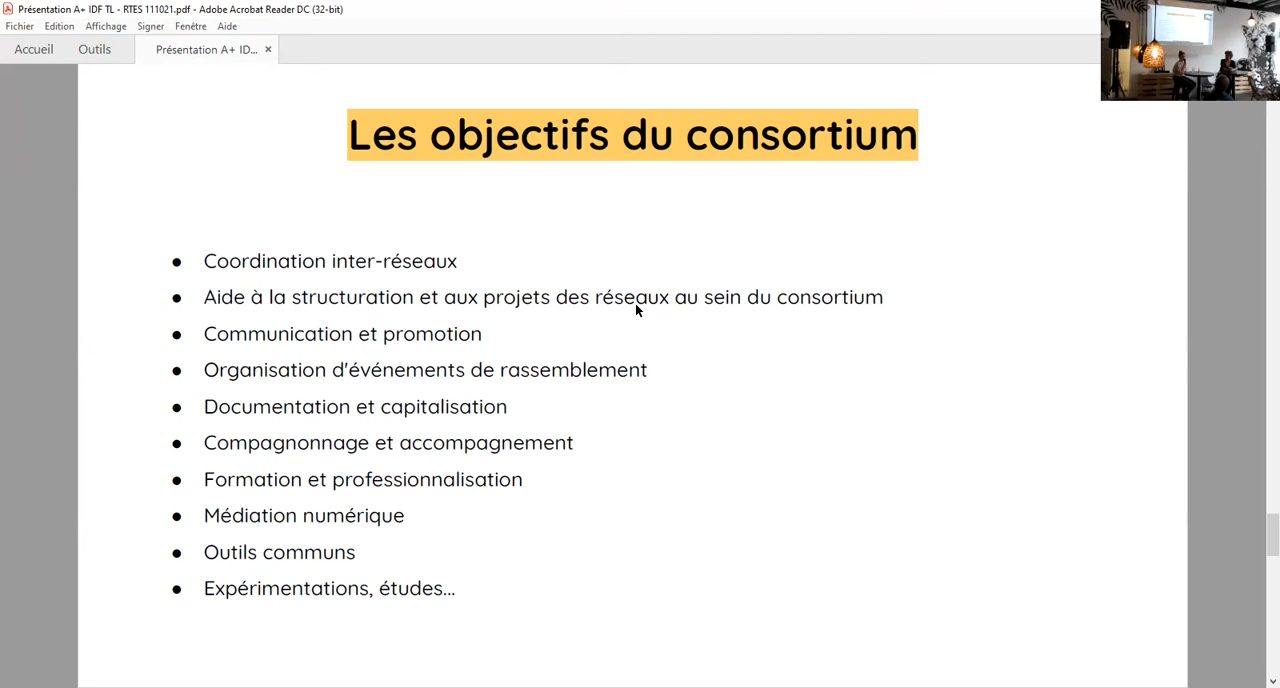 Présentation A+ IDF TL - RTES 111021.pdf - Adobe Acrobat Reader DC (32-bit)
Fichier Edition Affichage Signer Fenêtre Aide
Accueil Outils Présentation A+ ID... ×
Les objectifs du consortium
● Coordination inter-réseaux
● Aide à la structuration et aux projets des réseaux au sein du consortium
● Communication et promotion
● Organisation d'événements de rassemblement
● Documentation et capitalisation
● Compagnonnage et accompagnement
● Formation et professionnalisation
● Médiation numérique
● Outils communs
● Expérimentations, études...